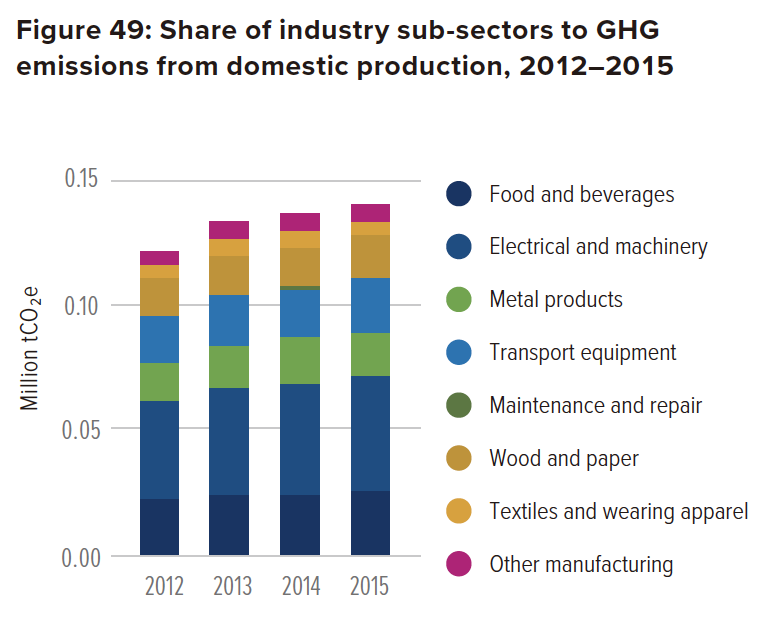 Figure 49: Share of industry sub-sectors to GHG
emissions from domestic production, 2012–2015
Million tCO₂e
0.15
0.10
0.05
0.00
2012 2013 2014 2015
Food and beverages
Electrical and machinery
Metal products
Transport equipment
Maintenance and repair
Wood and paper
Textiles and wearing apparel
Other manufacturing